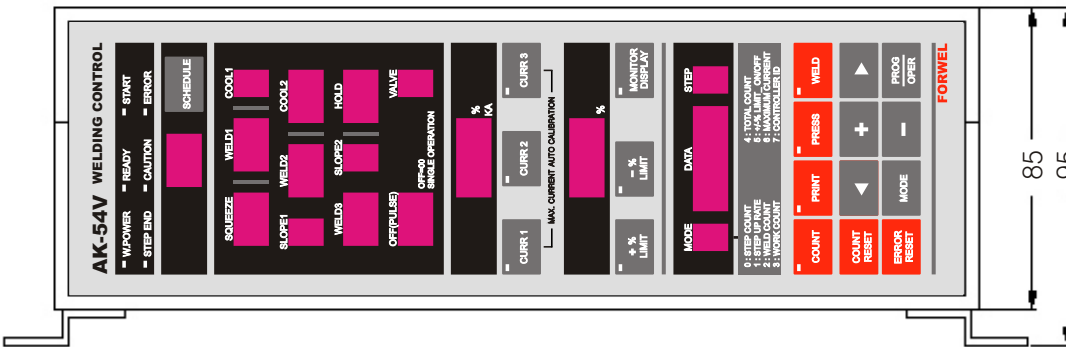 AK-54V WELDING CONTROL
W.POWER READY START
STEP END CAUTION ERROR
SCHEDULE
SQUEEZE WELD1 COOL1
SLOPE1 WELD2 COOL2
WELD3 SLOPE2 HOLD
OFF(PULSE) VALVE
OFF=00
SINGLE OPERATION
%
KA
CURR 1 CURR 2 CURR 3
MAX. CURRENT AUTO CALIBRATION
%
+ %
LIMIT
- %
LIMIT
MONITOR
DISPLAY
MODE DATA STEP
0 : STEP COUNT
1 : STEP UP RATE
2 : WELD COUNT
3 : WORK COUNT
4 : TOTAL COUNT
5 : +/-% LIMIT_ON/OFF
6 : MAXIMUM CURRENT
7 : CONTROLLER ID
COUNT PRINT PRESS WELD
COUNT
RESET
+
ERROR
RESET
MODE
-
PROG
OPER
FORWEL
85